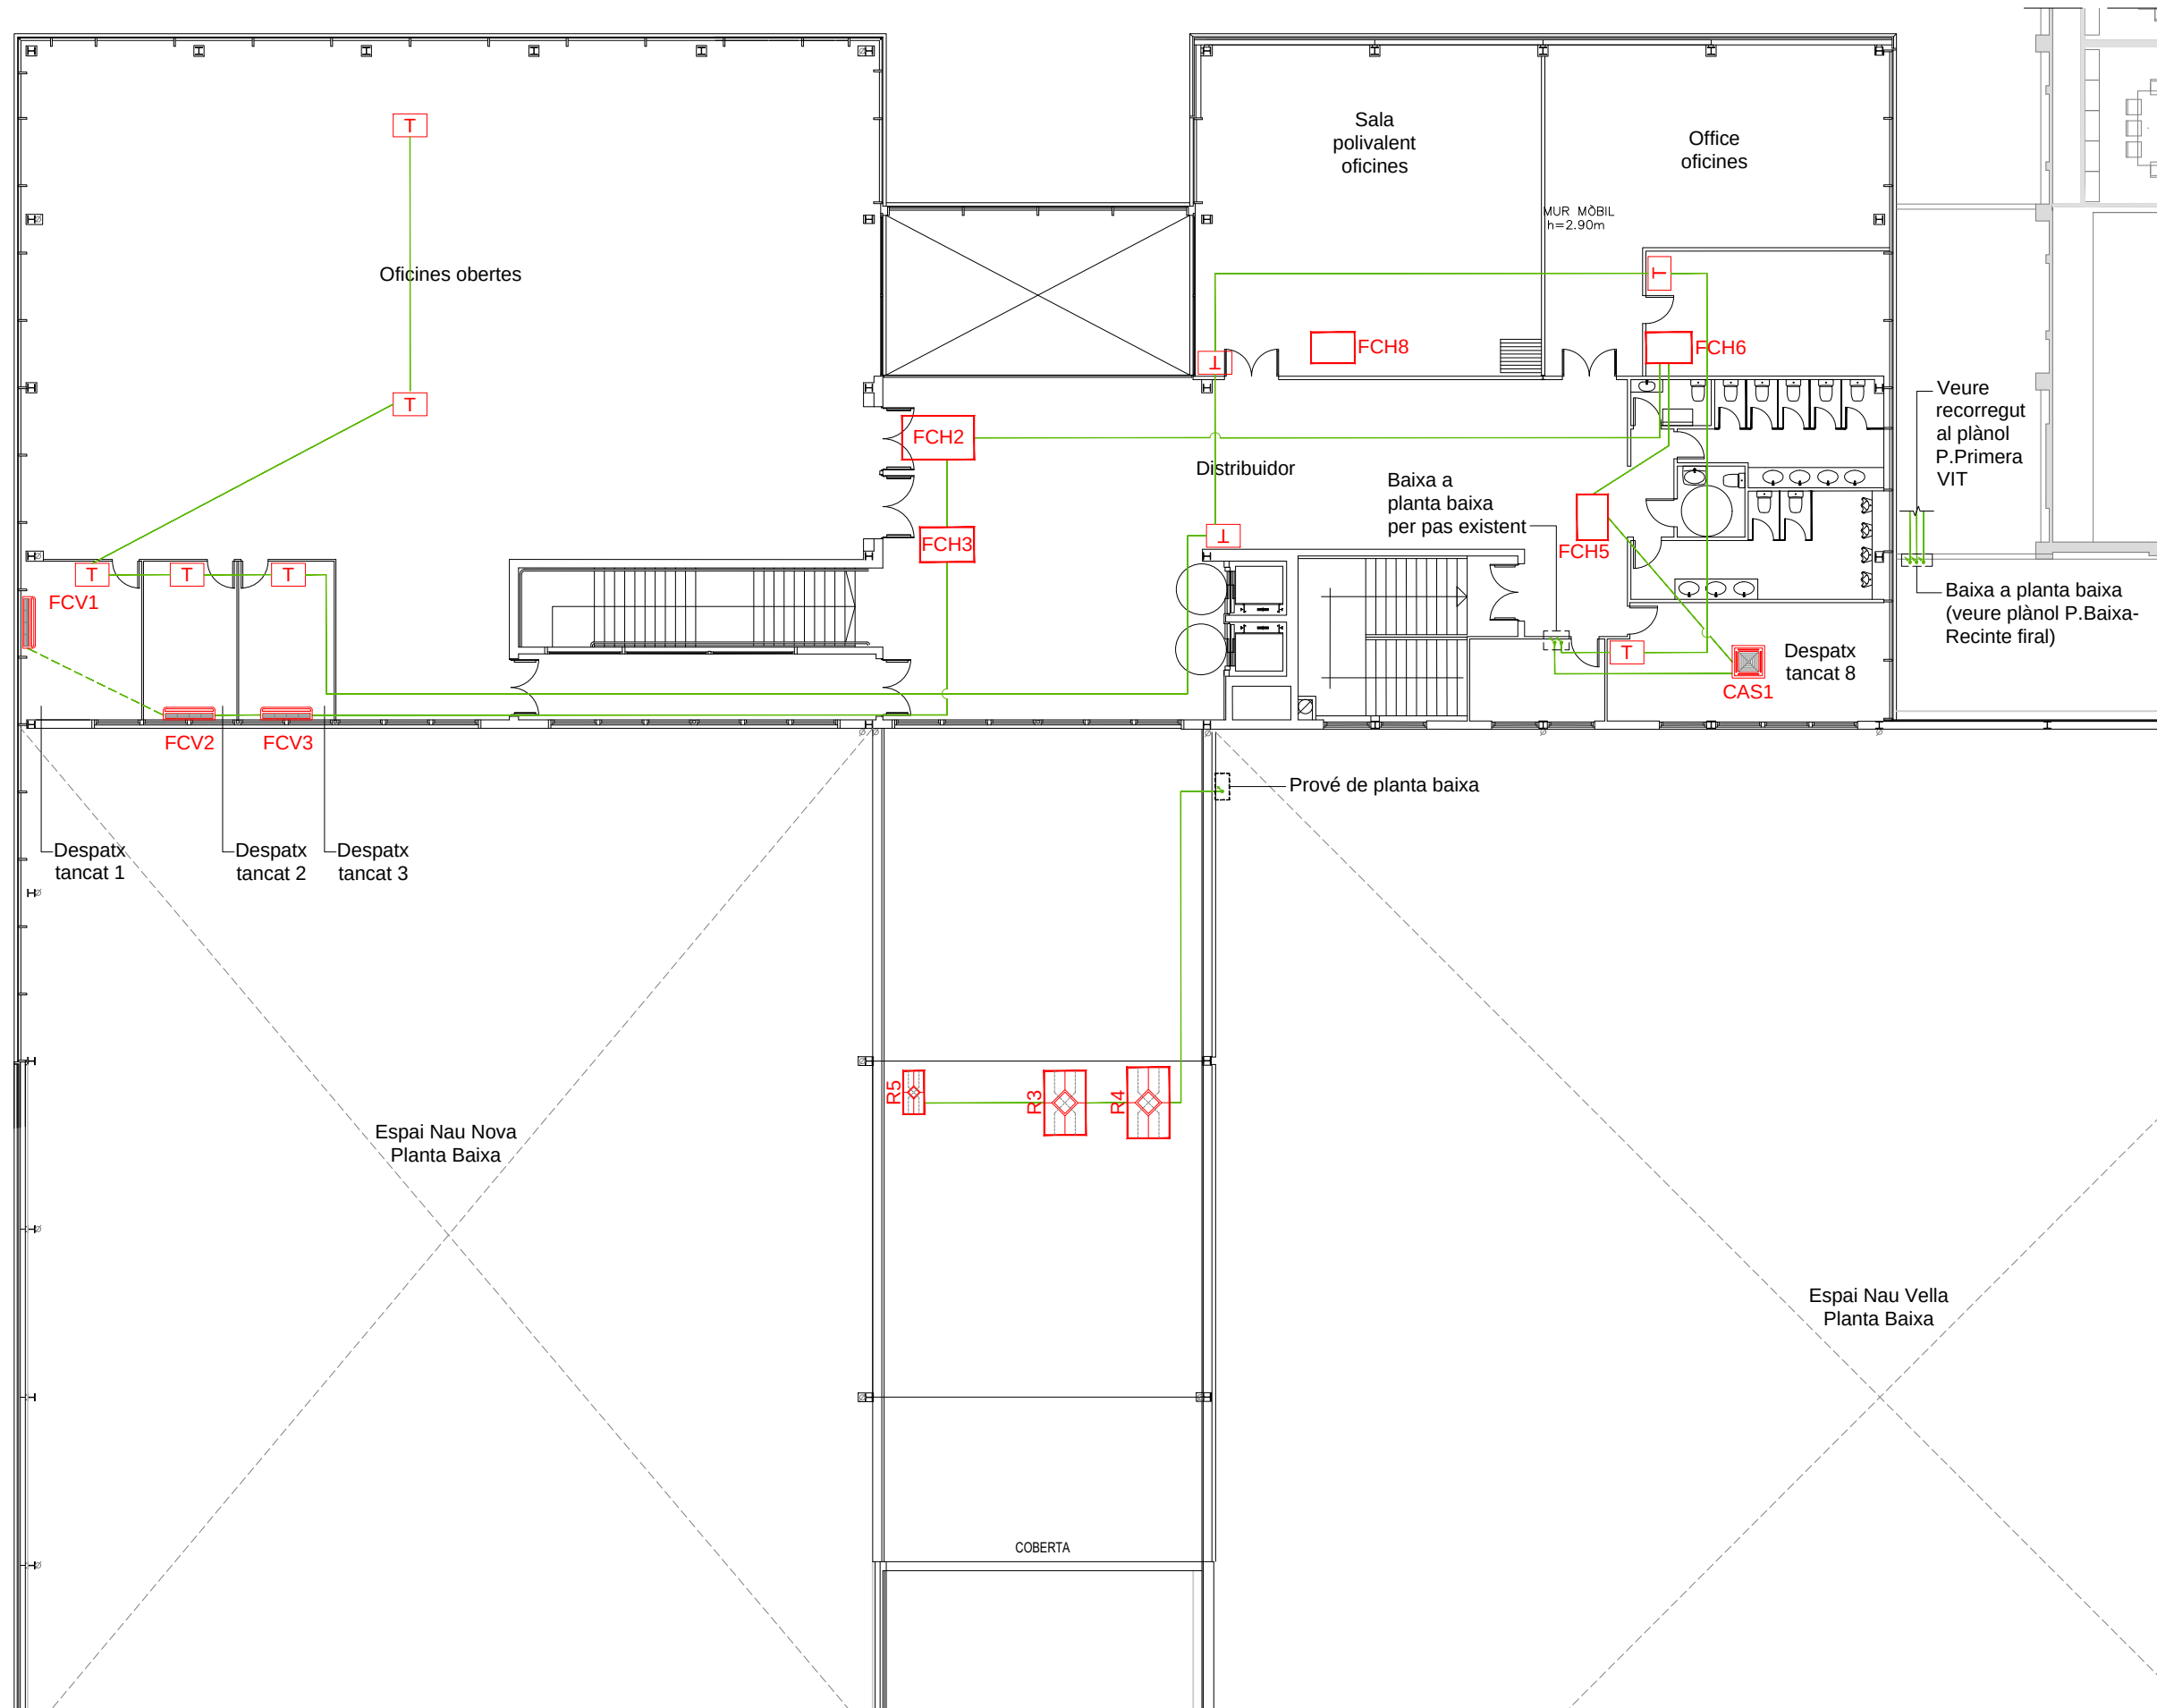 T
Sala
polivalent
oficines
Office
oficines
MUR MÒBIL
h=2.90m
Oficines obertes
T
FCH8
FCH6
T
T
Veure
recorregut
al plànol
P.Primera
VIT
FCH2
Distribuidor
Baixa a
planta baixa
per pas existent
FCH3
T
FCH5
T
T
T
FCV1
Baixa a planta baixa
(veure plànol P.Baixa-
Recinte firal)
T
Despatx
tancat 8
CAS1
FCV2
FCV3
Prové de planta baixa
Despatx
tancat 1
Despatx
tancat 2
Despatx
tancat 3
R5
R3
R4
Espai Nau Nova
Planta Baixa
Espai Nau Vella
Planta Baixa
COBERTA